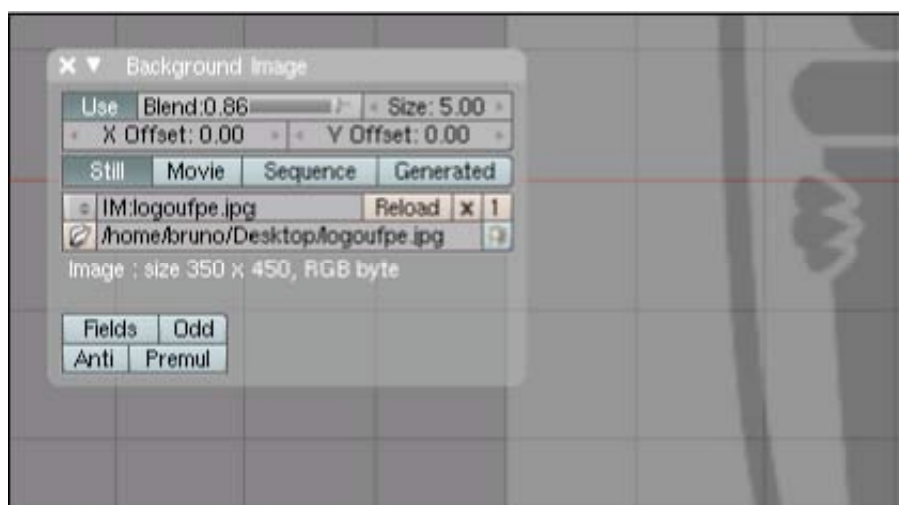 Background Image
Use Blend:0.86 Size: 5.00
X Offset: 0.00 Y Offset: 0.00
Still Movie Sequence Generated
IM:logoufpe.jpg Reload x 1
/home/bruno/Desktop/logoufpe.jpg
Image : size 350 x 450, RGB byte
Fields Odd
Anti Premul